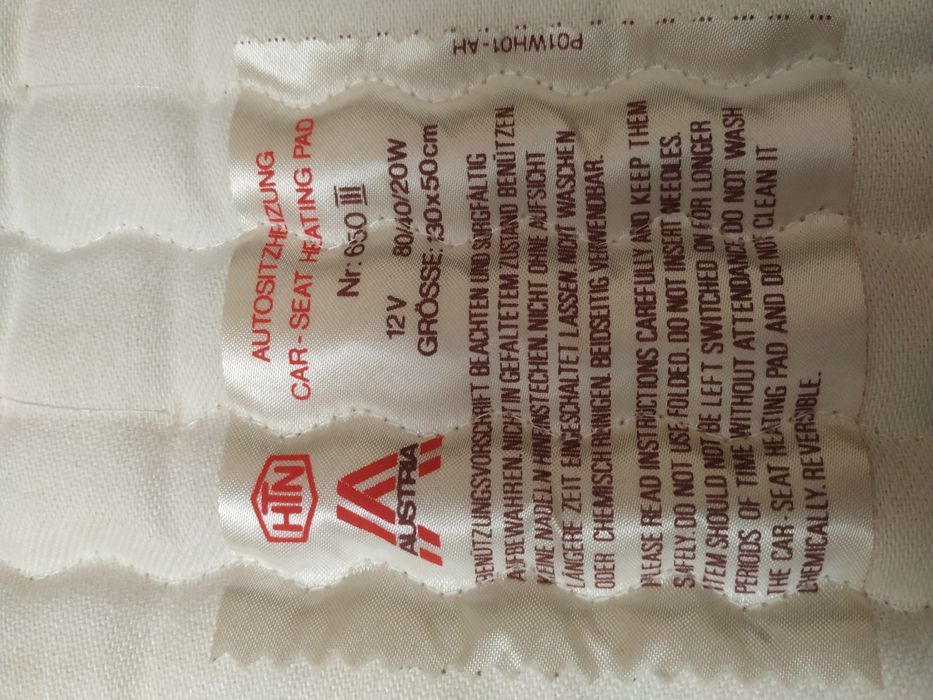 HTN
AUSTRIA
AUTOSITZHEIZUNG
CAR-SEAT HEATING PAD
Nr: 650 III
12V 80/40/20W
GRÖSSE: 30x50cm
BENÜTZUNGSVORSCHRIFT BEACHTEN UND SORGFÄLTIG
AUFBEWAHREN. NICHT IN GEFALTETEM ZUSTAND BENÜTZEN
KEINE NADELN HINEINSTECHEN. NICHT OHNE AUFSICHT
LÄNGERE ZEIT EINGESCHALTET LASSEN. NICHT WASCHEN
ODER CHEMISCH REINIGEN. BEIDSEITIG VERWENDBAR.
PLEASE READ INSTRUCTIONS CAREFULLY AND KEEP THEM
SAFELY. DO NOT USE FOLDED. DO NOT INSERT NEEDLES.
ITEM SHOULD NOT BE LEFT SWITCHED ON FOR LONGER
PERIODS OF TIME WITHOUT ATTENDANCE. DO NOT WASH
THE CAR-SEAT HEATING PAD AND DO NOT CLEAN IT
CHEMICALLY. REVERSIBLE.
P01WH01-AH